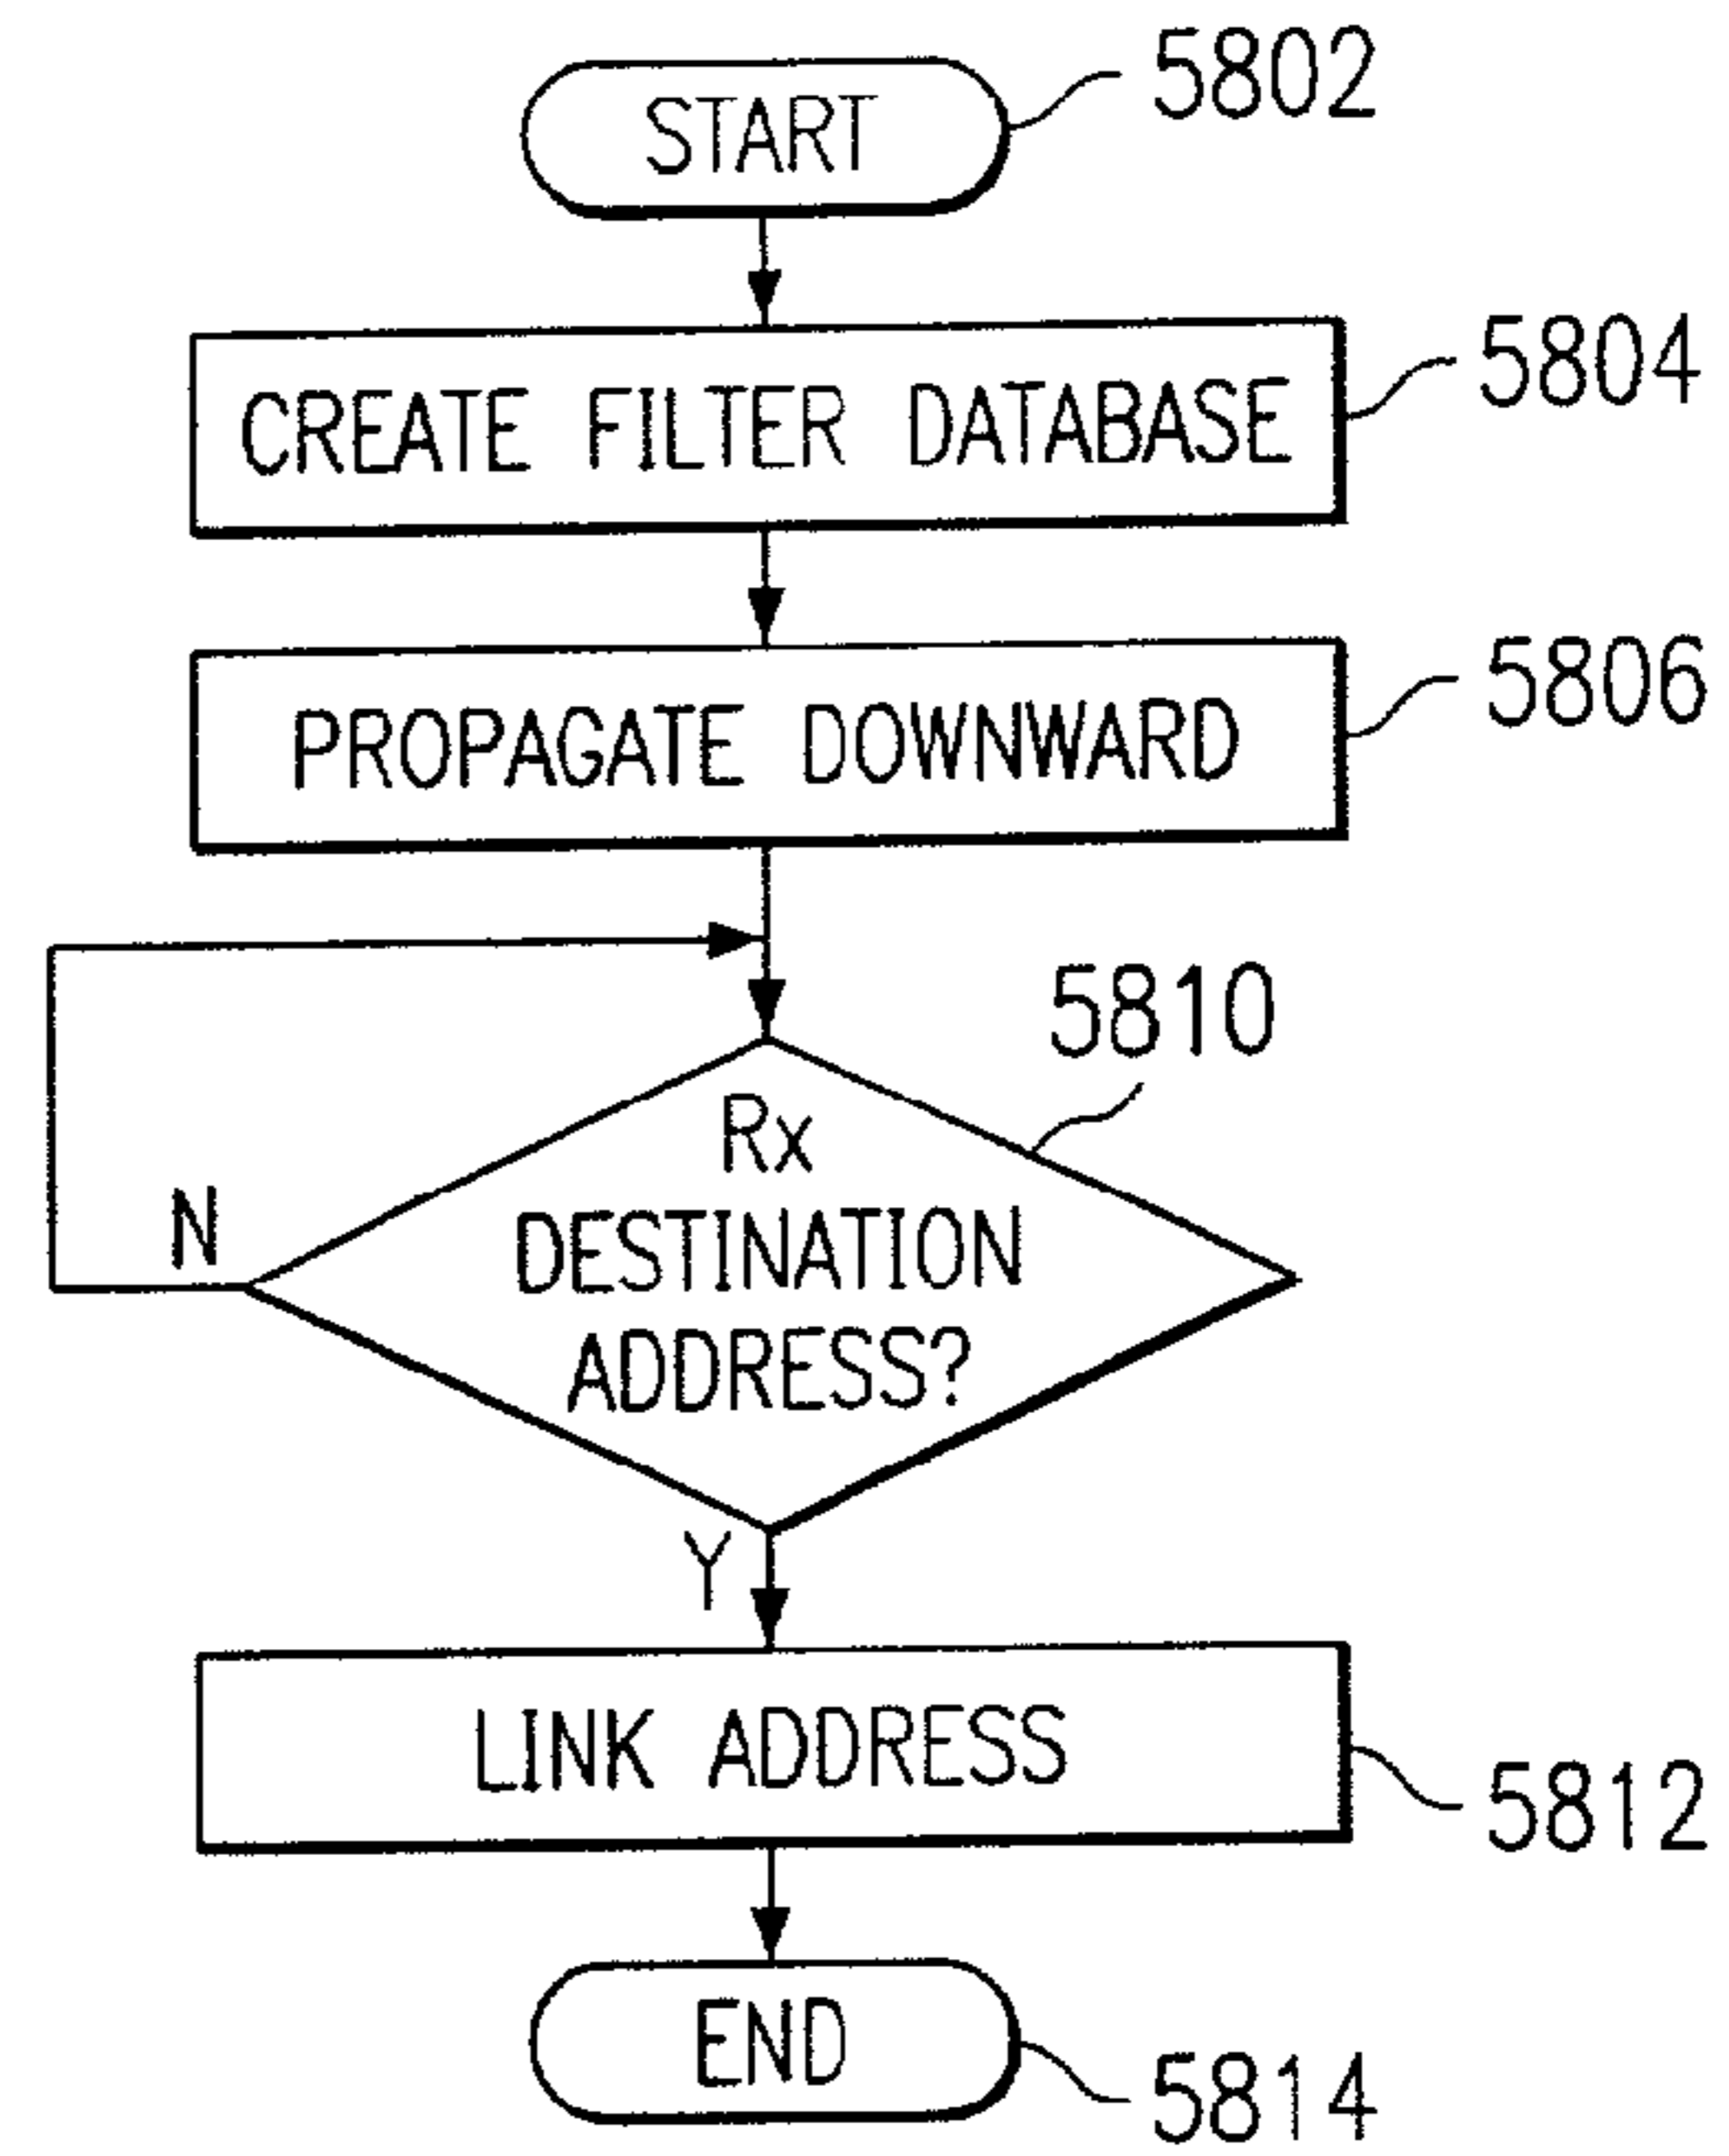 START
5802
CREATE FILTER DATABASE
5804
PROPAGATE DOWNWARD
5806
5810
Rx
DESTINATION
ADDRESS?
N
Y
LINK ADDRESS
5812
END
5814